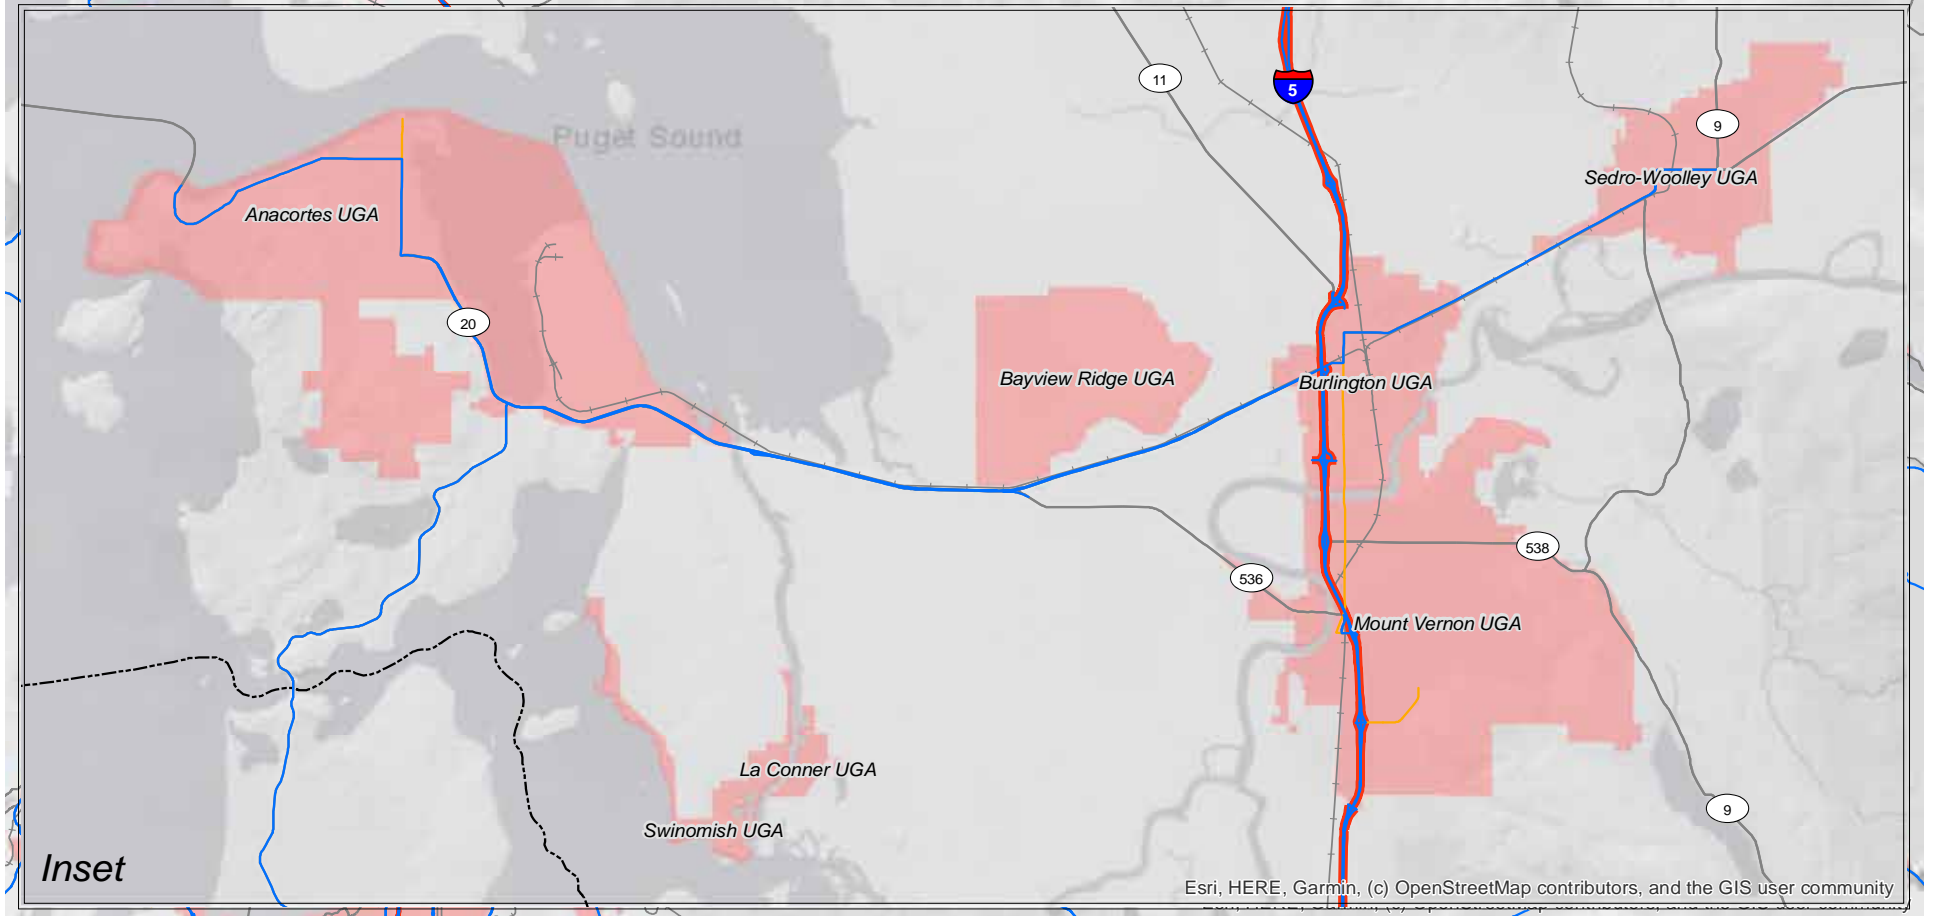 11
5
9
Puget Sound
Sedro-Woolley UGA
Anacortes UGA
20
Bayview Ridge UGA
Burlington UGA
538
536
Mount Vernon UGA
La Conner UGA
9
Swinomish UGA
Inset
Esri, HERE, Garmin, (c) OpenStreetMap contributors, and the GIS user community